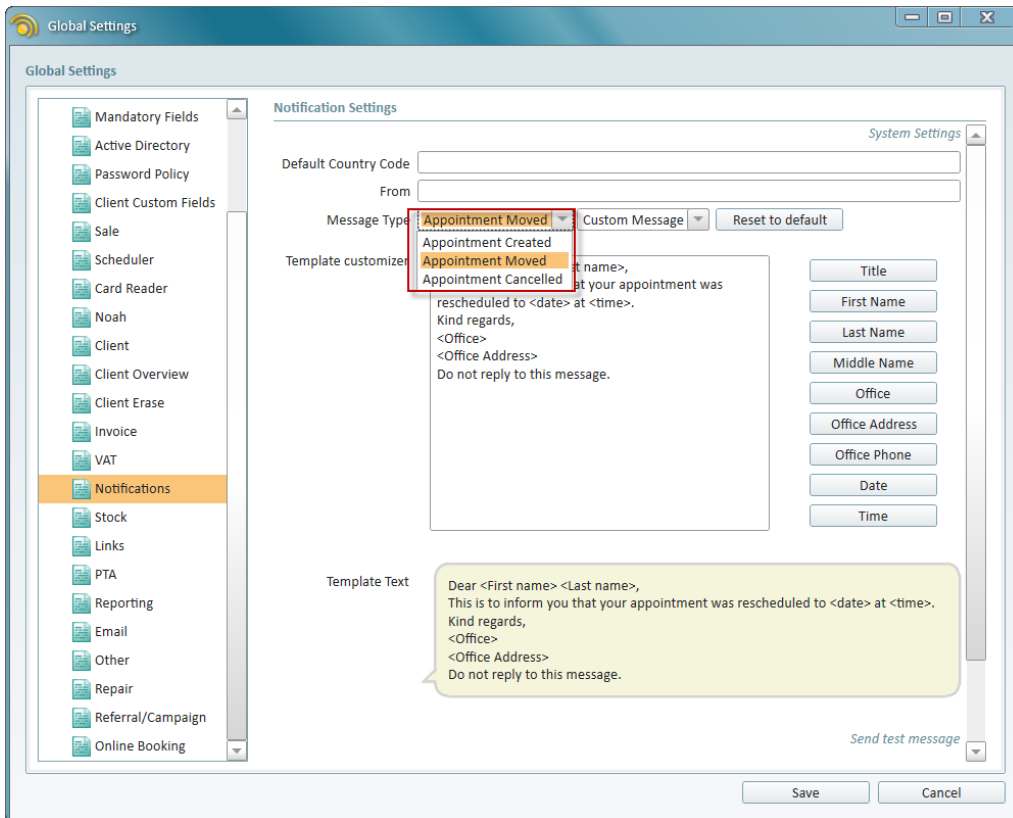 Global Settings
Global Settings
Mandatory Fields
Active Directory
Password Policy
Client Custom Fields
Sale
Scheduler
Card Reader
Noah
Client
Client Overview
Client Erase
Invoice
VAT
Notifications
Stock
Links
PTA
Reporting
Email
Other
Repair
Referral/Campaign
Online Booking
Notification Settings
System Settings
Default Country Code
From
Message Type Appointment Moved Custom Message Reset to default
Appointment Created
Appointment Moved
Appointment Cancelled
Template customizer
name>,
at your appointment was
rescheduled to <date> at <time>.
Kind regards,
<Office>
<Office Address>
Do not reply to this message.
Title
First Name
Last Name
Middle Name
Office
Office Address
Office Phone
Date
Time
Template Text
Dear <First name> <Last name>,
This is to inform you that your appointment was rescheduled to <date> at <time>.
Kind regards,
<Office>
<Office Address>
Do not reply to this message.
Send test message
Save Cancel